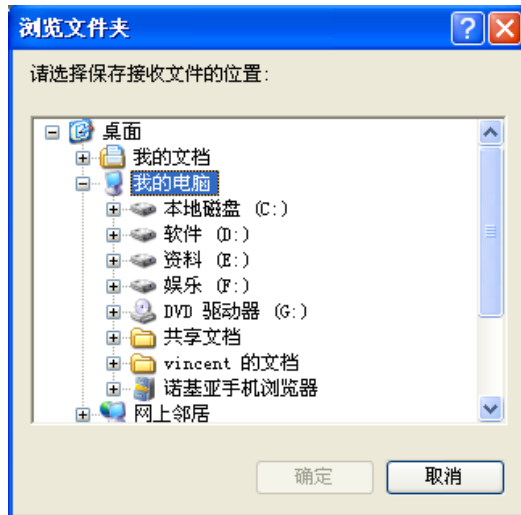 浏览文件夹
请选择保存接收文件的位置:
桌面
我的文档
我的电脑
本地磁盘 (C:)
软件 (D:)
资料 (E:)
娱乐 (F:)
DVD 驱动器 (G:)
共享文档
vincent 的文档
诺基亚手机浏览器
网上邻居
确定 取消